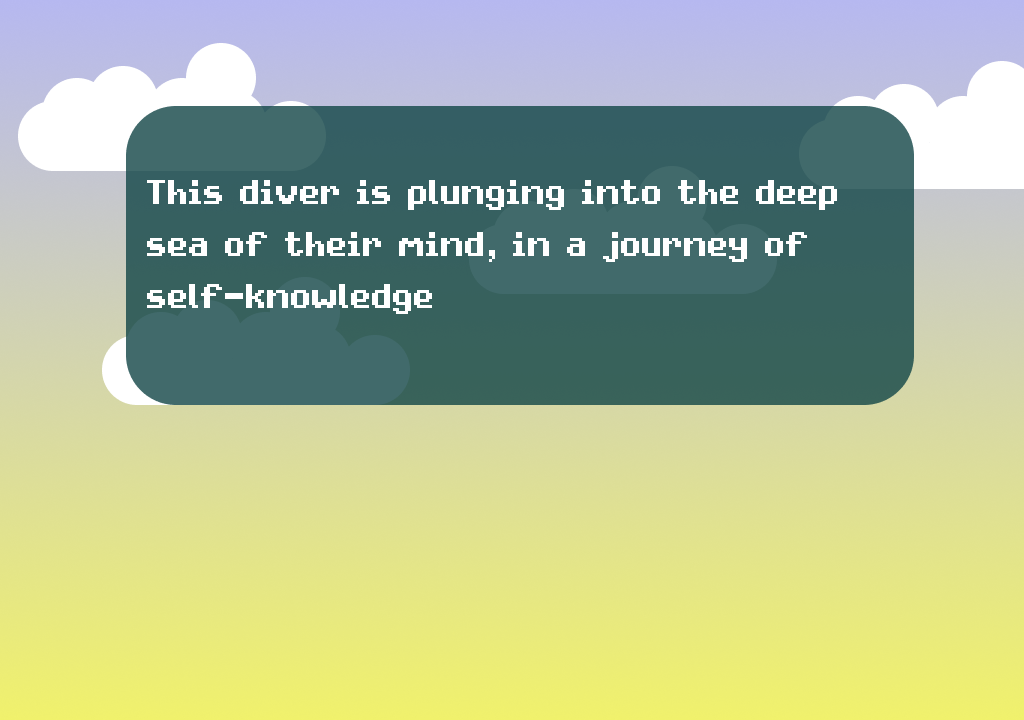 This diver is plunging into the deep
sea of their mind, in a journey of
self-knowledge